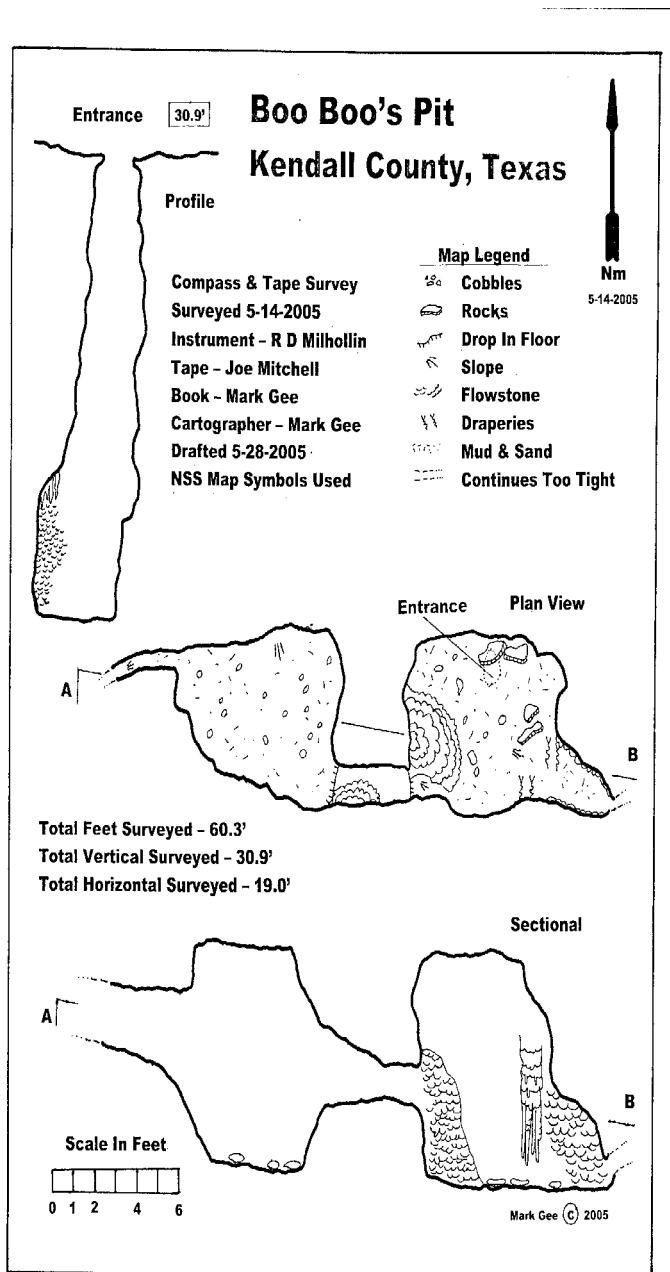 Boo Boo's Pit
Kendall County, Texas
Entrance 30.9'
Profile
Nm
5-14-2005
Compass & Tape Survey
Surveyed 5-14-2005
Instrument – R D Milhollin
Tape – Joe Mitchell
Book – Mark Gee
Cartographer – Mark Gee
Drafted 5-28-2005
NSS Map Symbols Used
Map Legend
Cobbles
Rocks
Drop In Floor
Slope
Flowstone
Draperies
Mud & Sand
Continues Too Tight
Entrance
Plan View
A
B
Total Feet Surveyed – 60.3'
Total Vertical Surveyed – 30.9'
Total Horizontal Surveyed – 19.0'
Sectional
A
B
Scale In Feet
0 1 2 4 6
Mark Gee © 2005